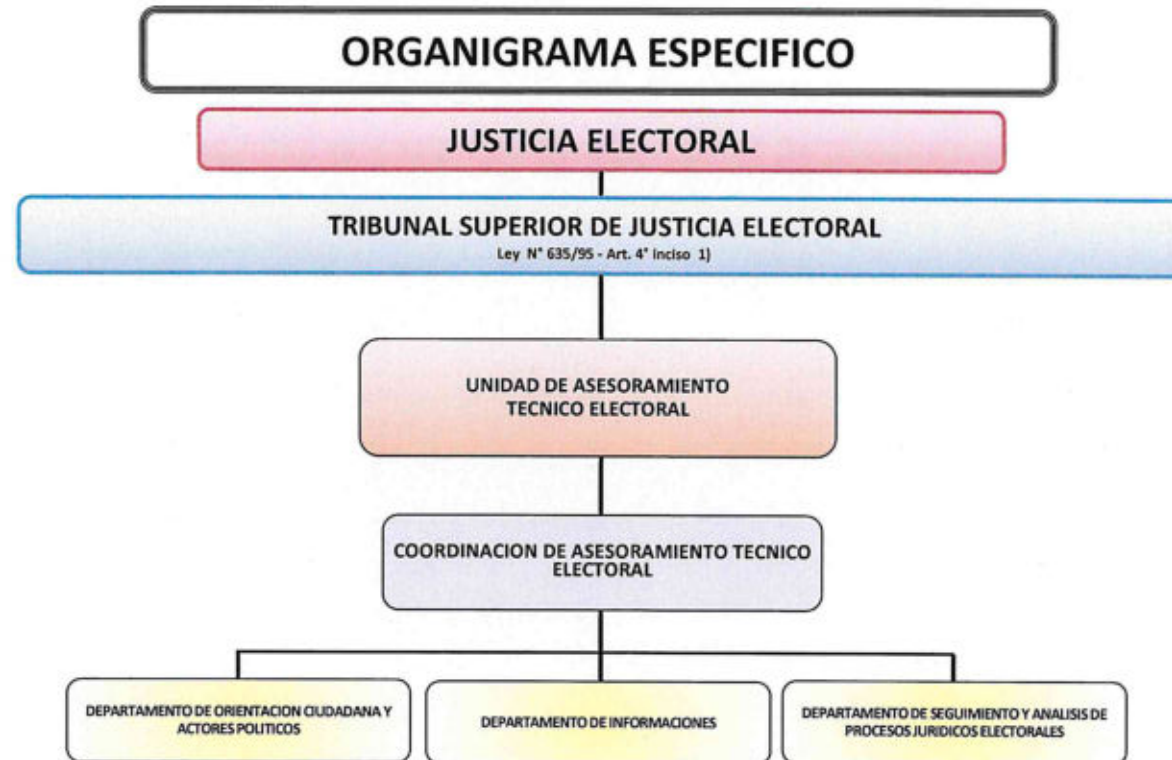 ORGANIGRAMA ESPECIFICO
JUSTICIA ELECTORAL
TRIBUNAL SUPERIOR DE JUSTICIA ELECTORAL
Ley N° 635/95 - Art. 4° inciso 1)
UNIDAD DE ASESORAMIENTO
TECNICO ELECTORAL
COORDINACION DE ASESORAMIENTO TECNICO
ELECTORAL
DEPARTAMENTO DE ORIENTACION CIUDADANA Y
ACTORES POLITICOS
DEPARTAMENTO DE INFORMACIONES
DEPARTAMENTO DE SEGUIMIENTO Y ANALISIS DE
PROCESOS JURIDICOS ELECTORALES